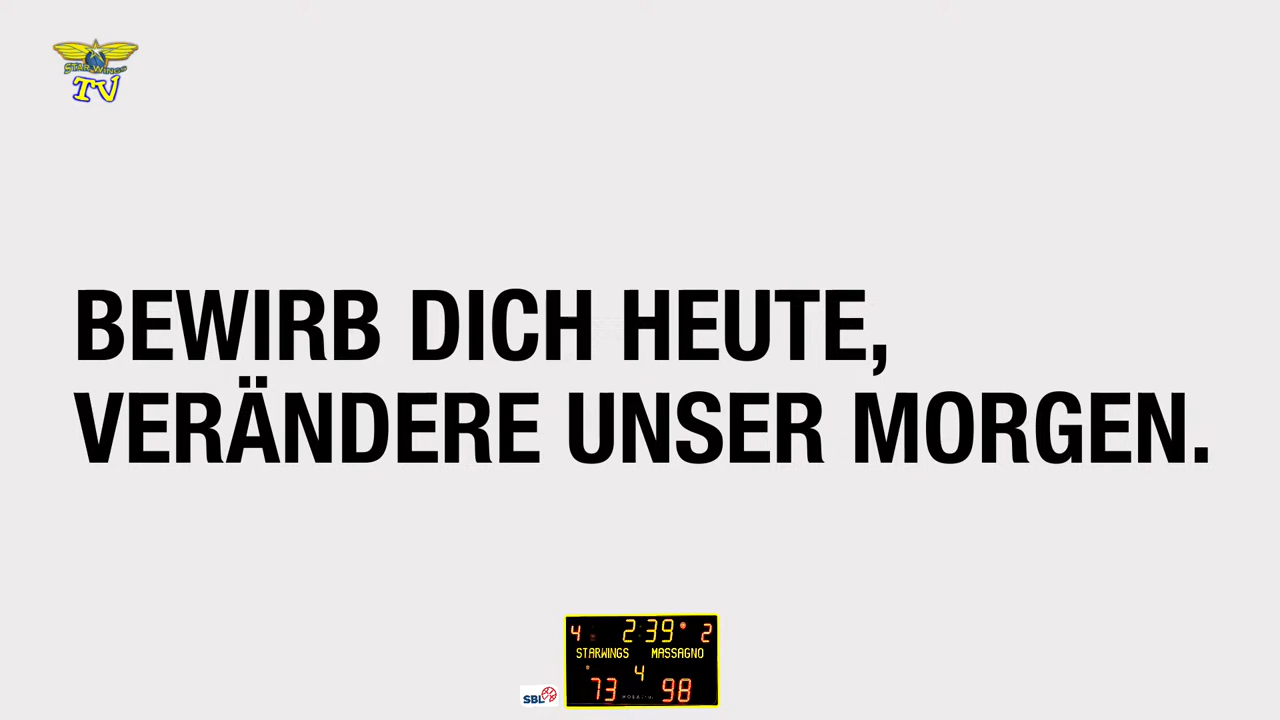 STAR WINGS
TV
BEWIRB DICH HEUTE,
VERÄNDERE UNSER MORGEN.
4 2:39 2
STARWINGS MASSAGNO
4
73 98
SBL